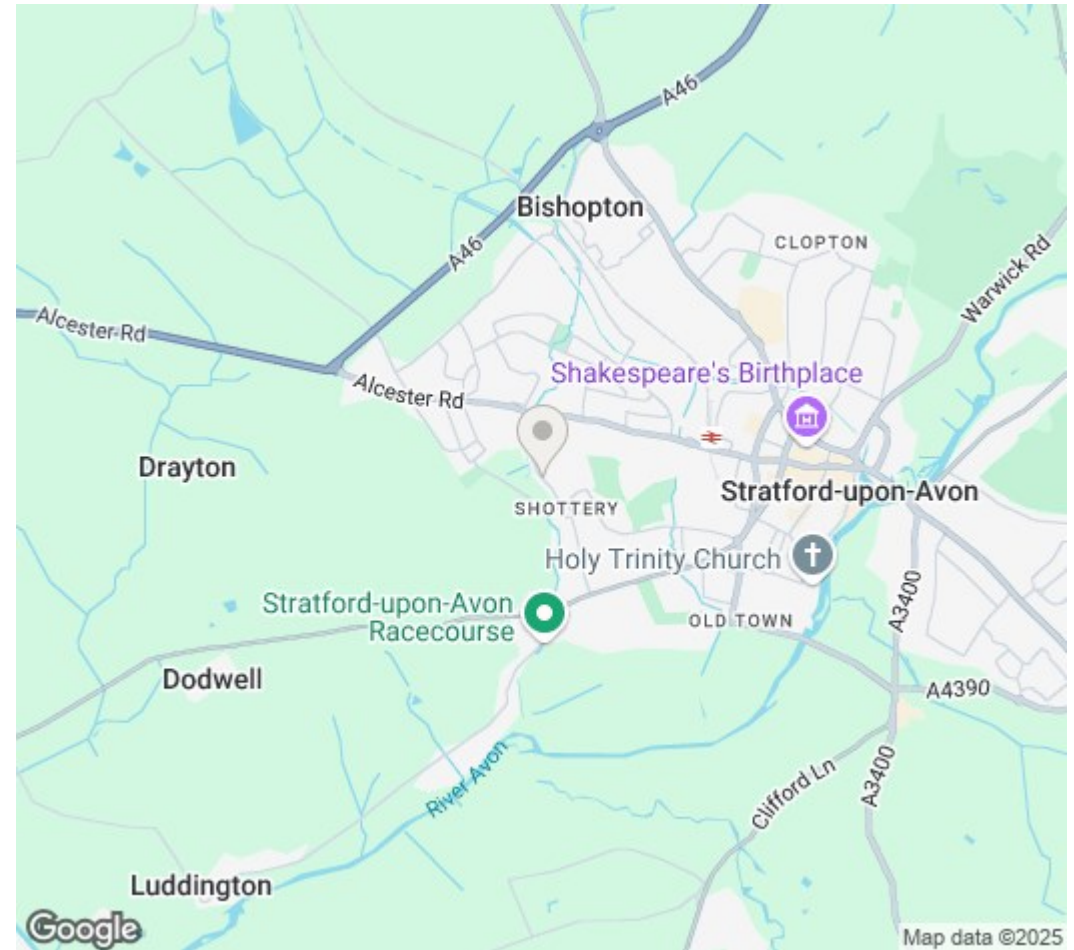 A46
Bishopton
CLOPTON
A46
Warwick Rd
Alcester Rd
Alcester Rd
Shakespeare's Birthplace
Drayton
Stratford-upon-Avon
SHOTTERY
Holy Trinity Church
Stratford-upon-Avon
Racecourse
OLD TOWN
A3400
Dodwell
A4390
River Avon
Clifford Ln
A3400
Luddington
Google
Map data ©2025